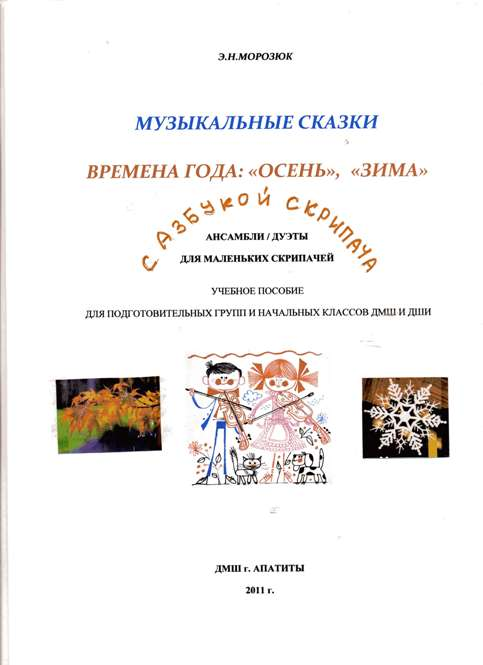 Э.Н.МОРОЗЮК
МУЗЫКАЛЬНЫЕ СКАЗКИ
ВРЕМЕНА ГОДА: «ОСЕНЬ», «ЗИМА»
С АЗБУКОЙ СКРИПАЧА
АНСАМБЛИ / ДУЭТЫ
ДЛЯ МАЛЕНЬКИХ СКРИПАЧЕЙ
УЧЕБНОЕ ПОСОБИЕ
ДЛЯ ПОДГОТОВИТЕЛЬНЫХ ГРУПП И НАЧАЛЬНЫХ КЛАССОВ ДМШ И ДШИ
ДМШ г. АПАТИТЫ
2011 г.